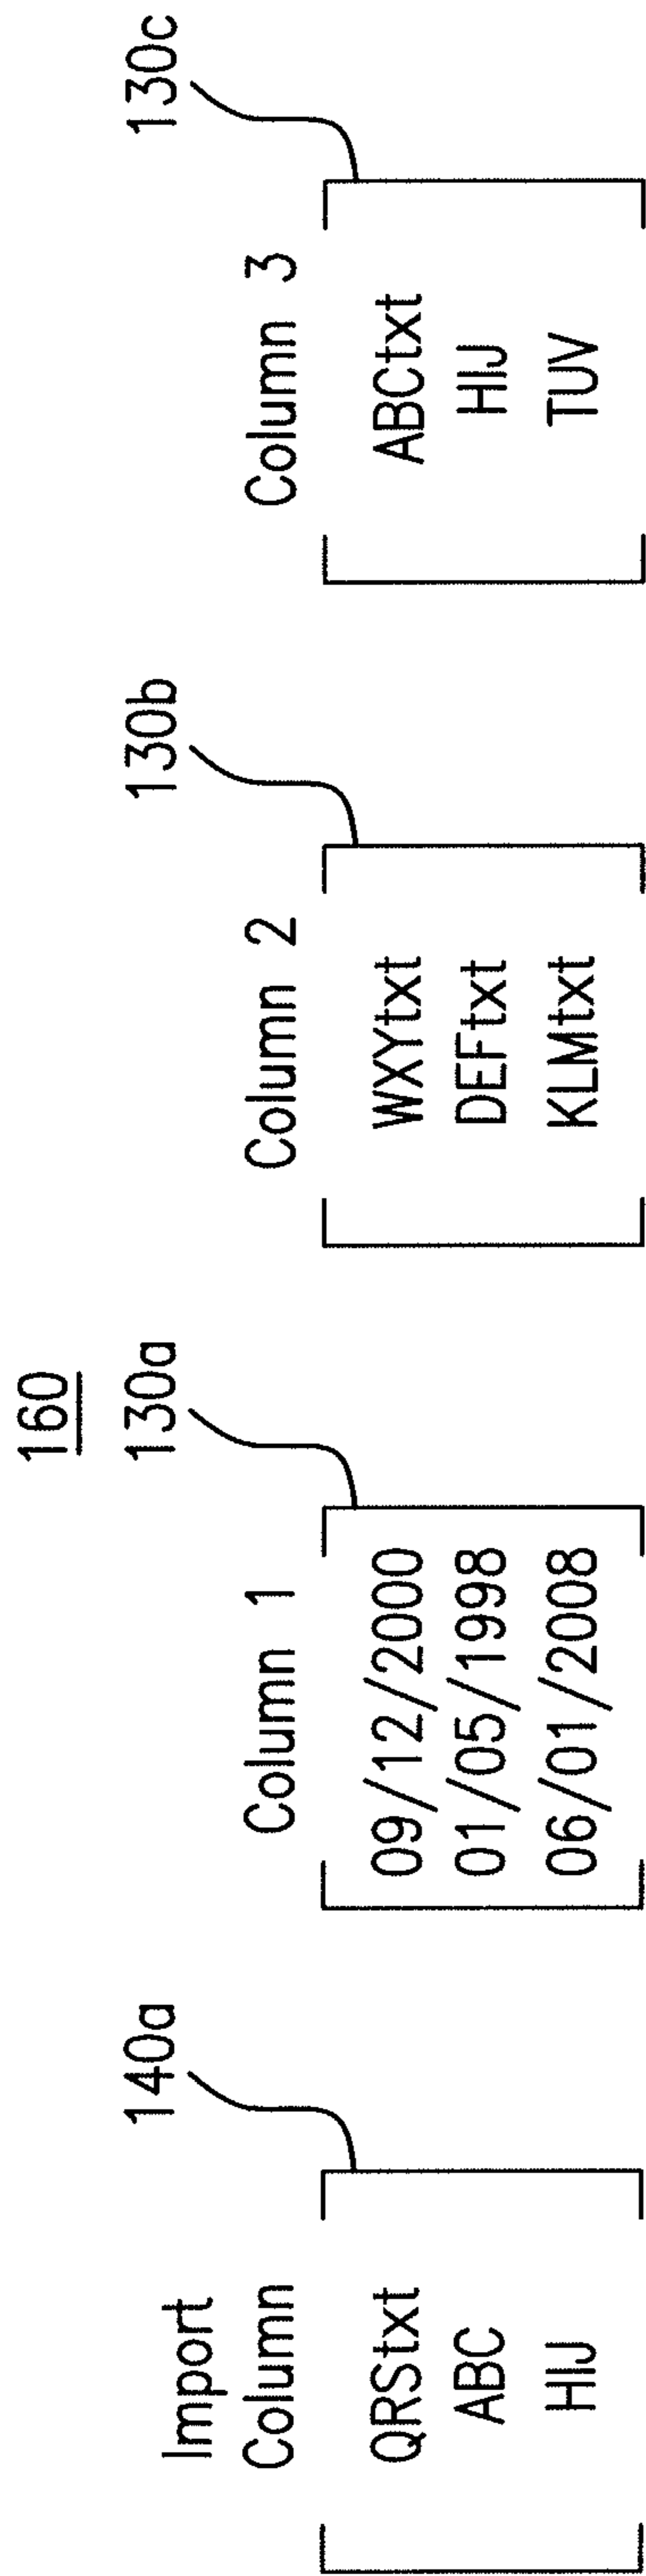 160
140a
Import
Column
QRStxt
ABC
HIJ
130a
Column 1
09/12/2000
01/05/1998
06/01/2008
130b
Column 2
WXYtxt
DEFtxt
KLMtxt
130c
Column 3
ABCtxt
HIJ
TUV